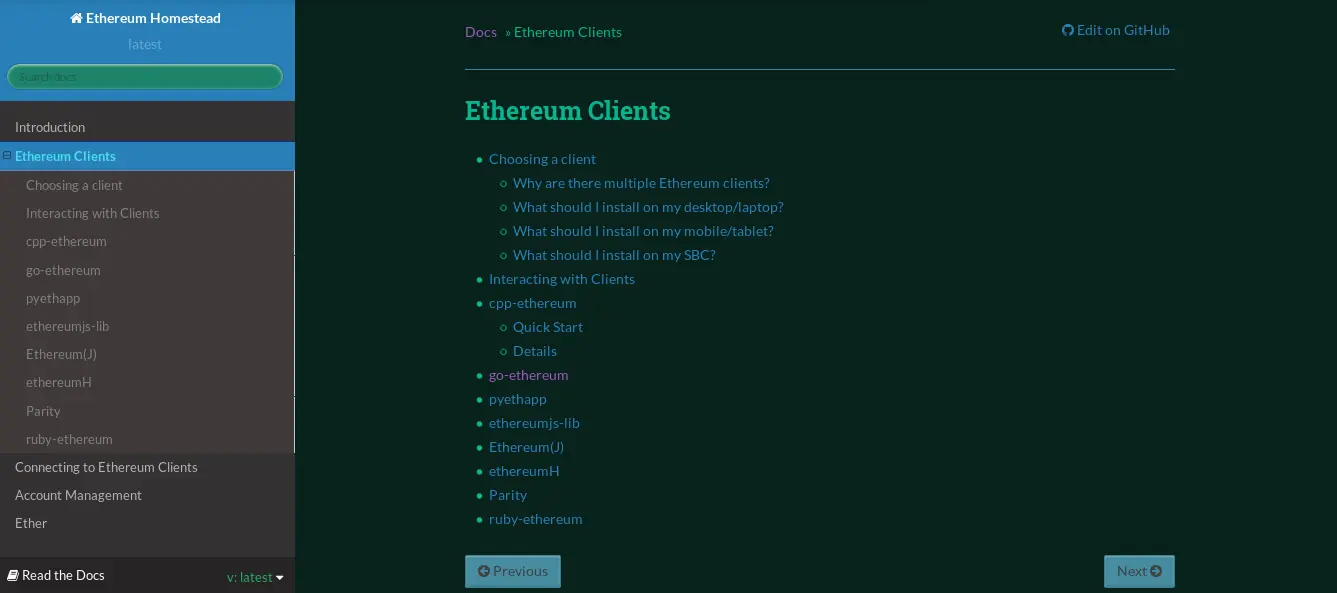 Ethereum Homestead
latest
Search docs
Introduction
Ethereum Clients
Choosing a client
Interacting with Clients
cpp-ethereum
go-ethereum
pyethapp
ethereumjs-lib
Ethereum(J)
ethereumH
Parity
ruby-ethereum
Connecting to Ethereum Clients
Account Management
Ether
Read the Docs
v: latest
Docs » Ethereum Clients
Edit on GitHub
Ethereum Clients
Choosing a client
Why are there multiple Ethereum clients?
What should I install on my desktop/laptop?
What should I install on my mobile/tablet?
What should I install on my SBC?
Interacting with Clients
cpp-ethereum
Quick Start
Details
go-ethereum
pyethapp
ethereumjs-lib
Ethereum(J)
ethereumH
Parity
ruby-ethereum
Previous
Next